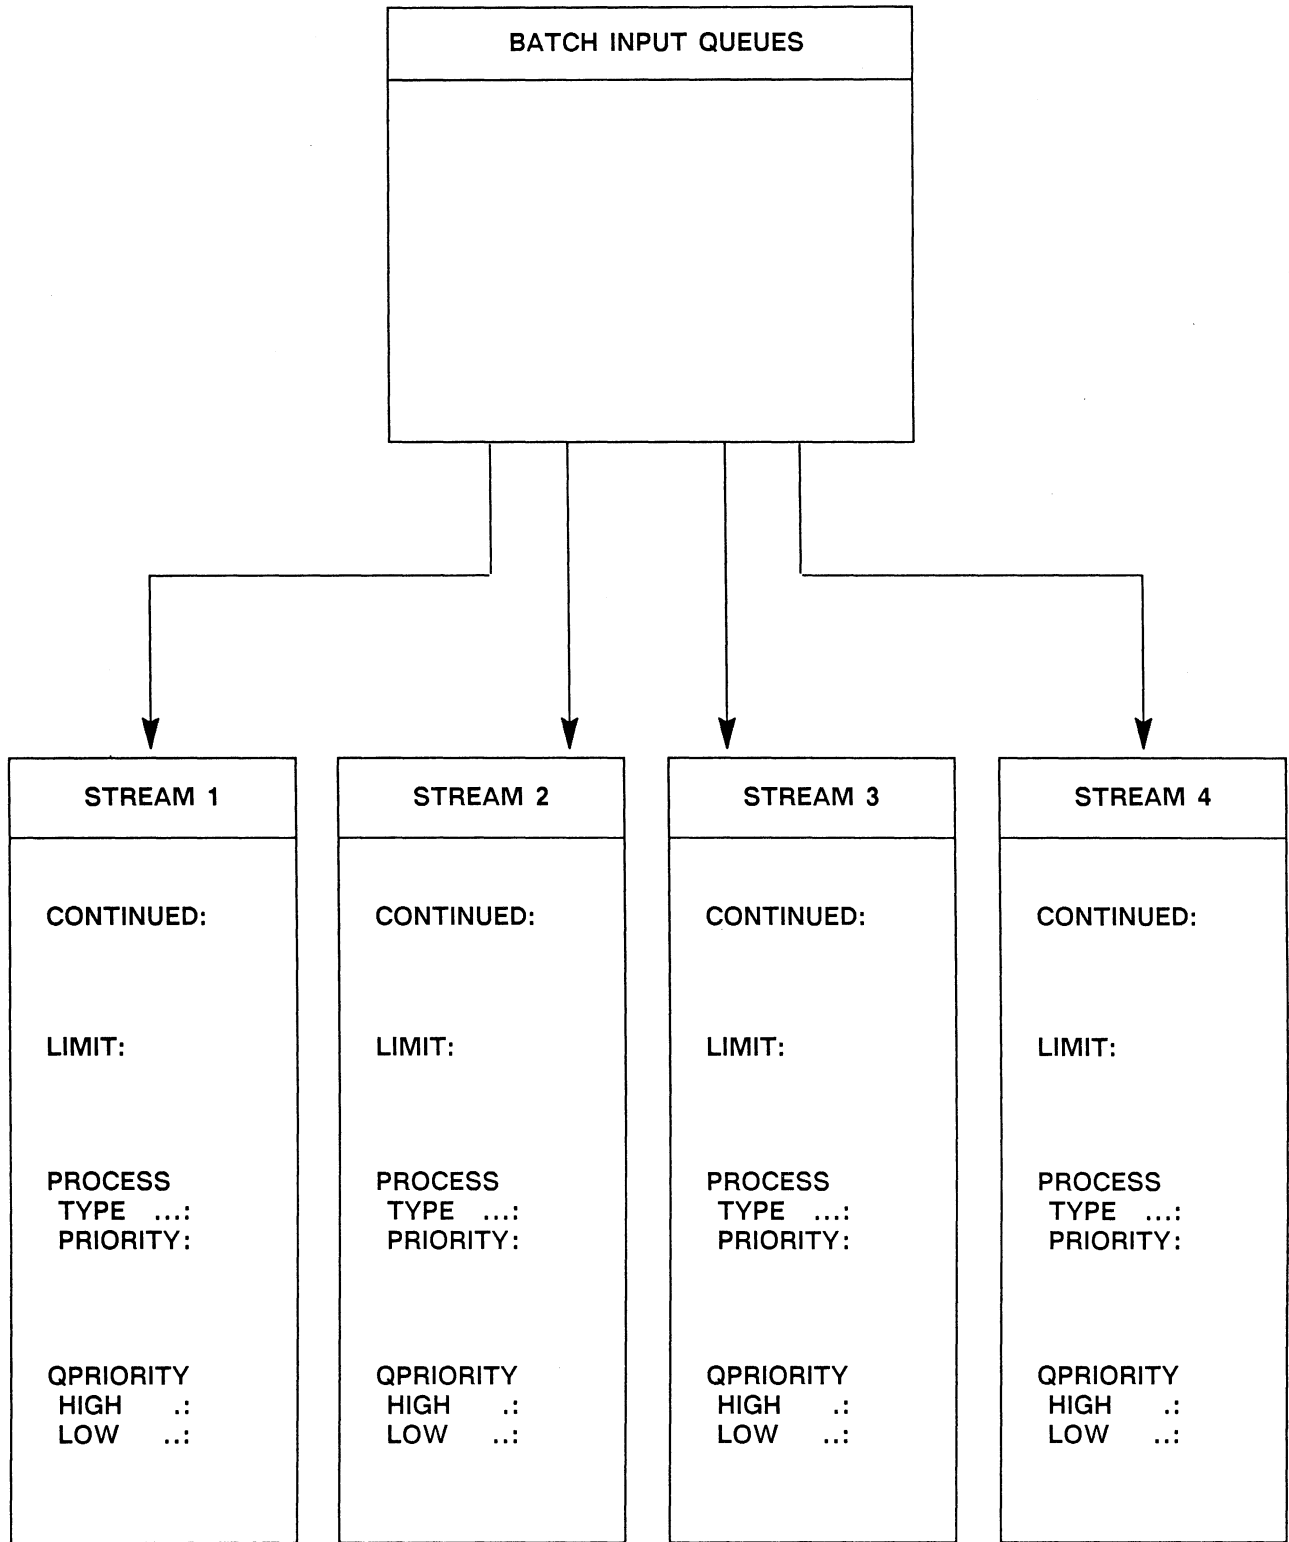 BATCH INPUT QUEUES
STREAM 1
CONTINUED:
LIMIT:
PROCESS
TYPE ...:
PRIORITY:
QPRIORITY
HIGH .:
LOW ..:
STREAM 2
CONTINUED:
LIMIT:
PROCESS
TYPE ...:
PRIORITY:
QPRIORITY
HIGH .:
LOW ..:
STREAM 3
CONTINUED:
LIMIT:
PROCESS
TYPE ...:
PRIORITY:
QPRIORITY
HIGH .:
LOW ..:
STREAM 4
CONTINUED:
LIMIT:
PROCESS
TYPE ...:
PRIORITY:
QPRIORITY
HIGH .:
LOW ..: